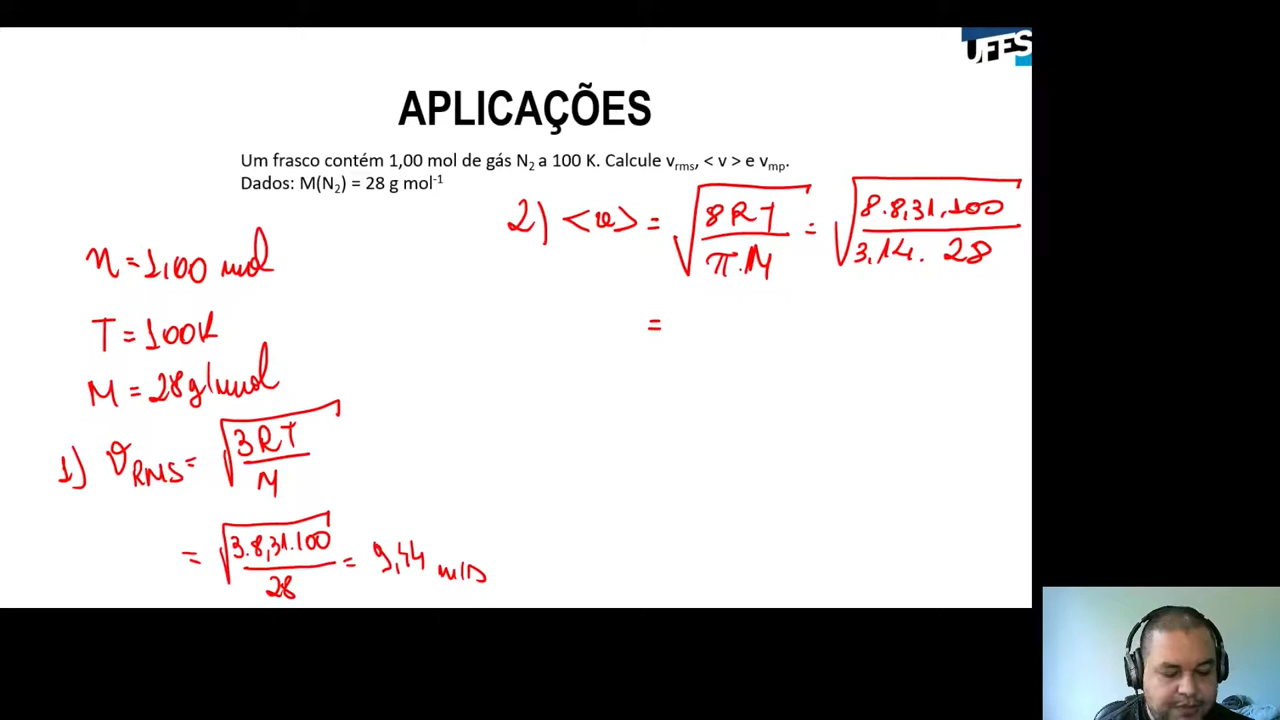 UFES
APLICAÇÕES
Um frasco contém 1,00 mol de gás N₂ a 100 K. Calcule vrms, < v > e vmp.
Dados: M(N₂) = 28 g mol⁻¹
n = 1,00 mol
T = 100K
M = 28g/mol
1) vRMS = √(3RT/M)
= √(3.8,31.100/28) = 9,44 m/s
2) <v> = √(8RT/π.M) = √(8.8,31.100/3,14.28)
=